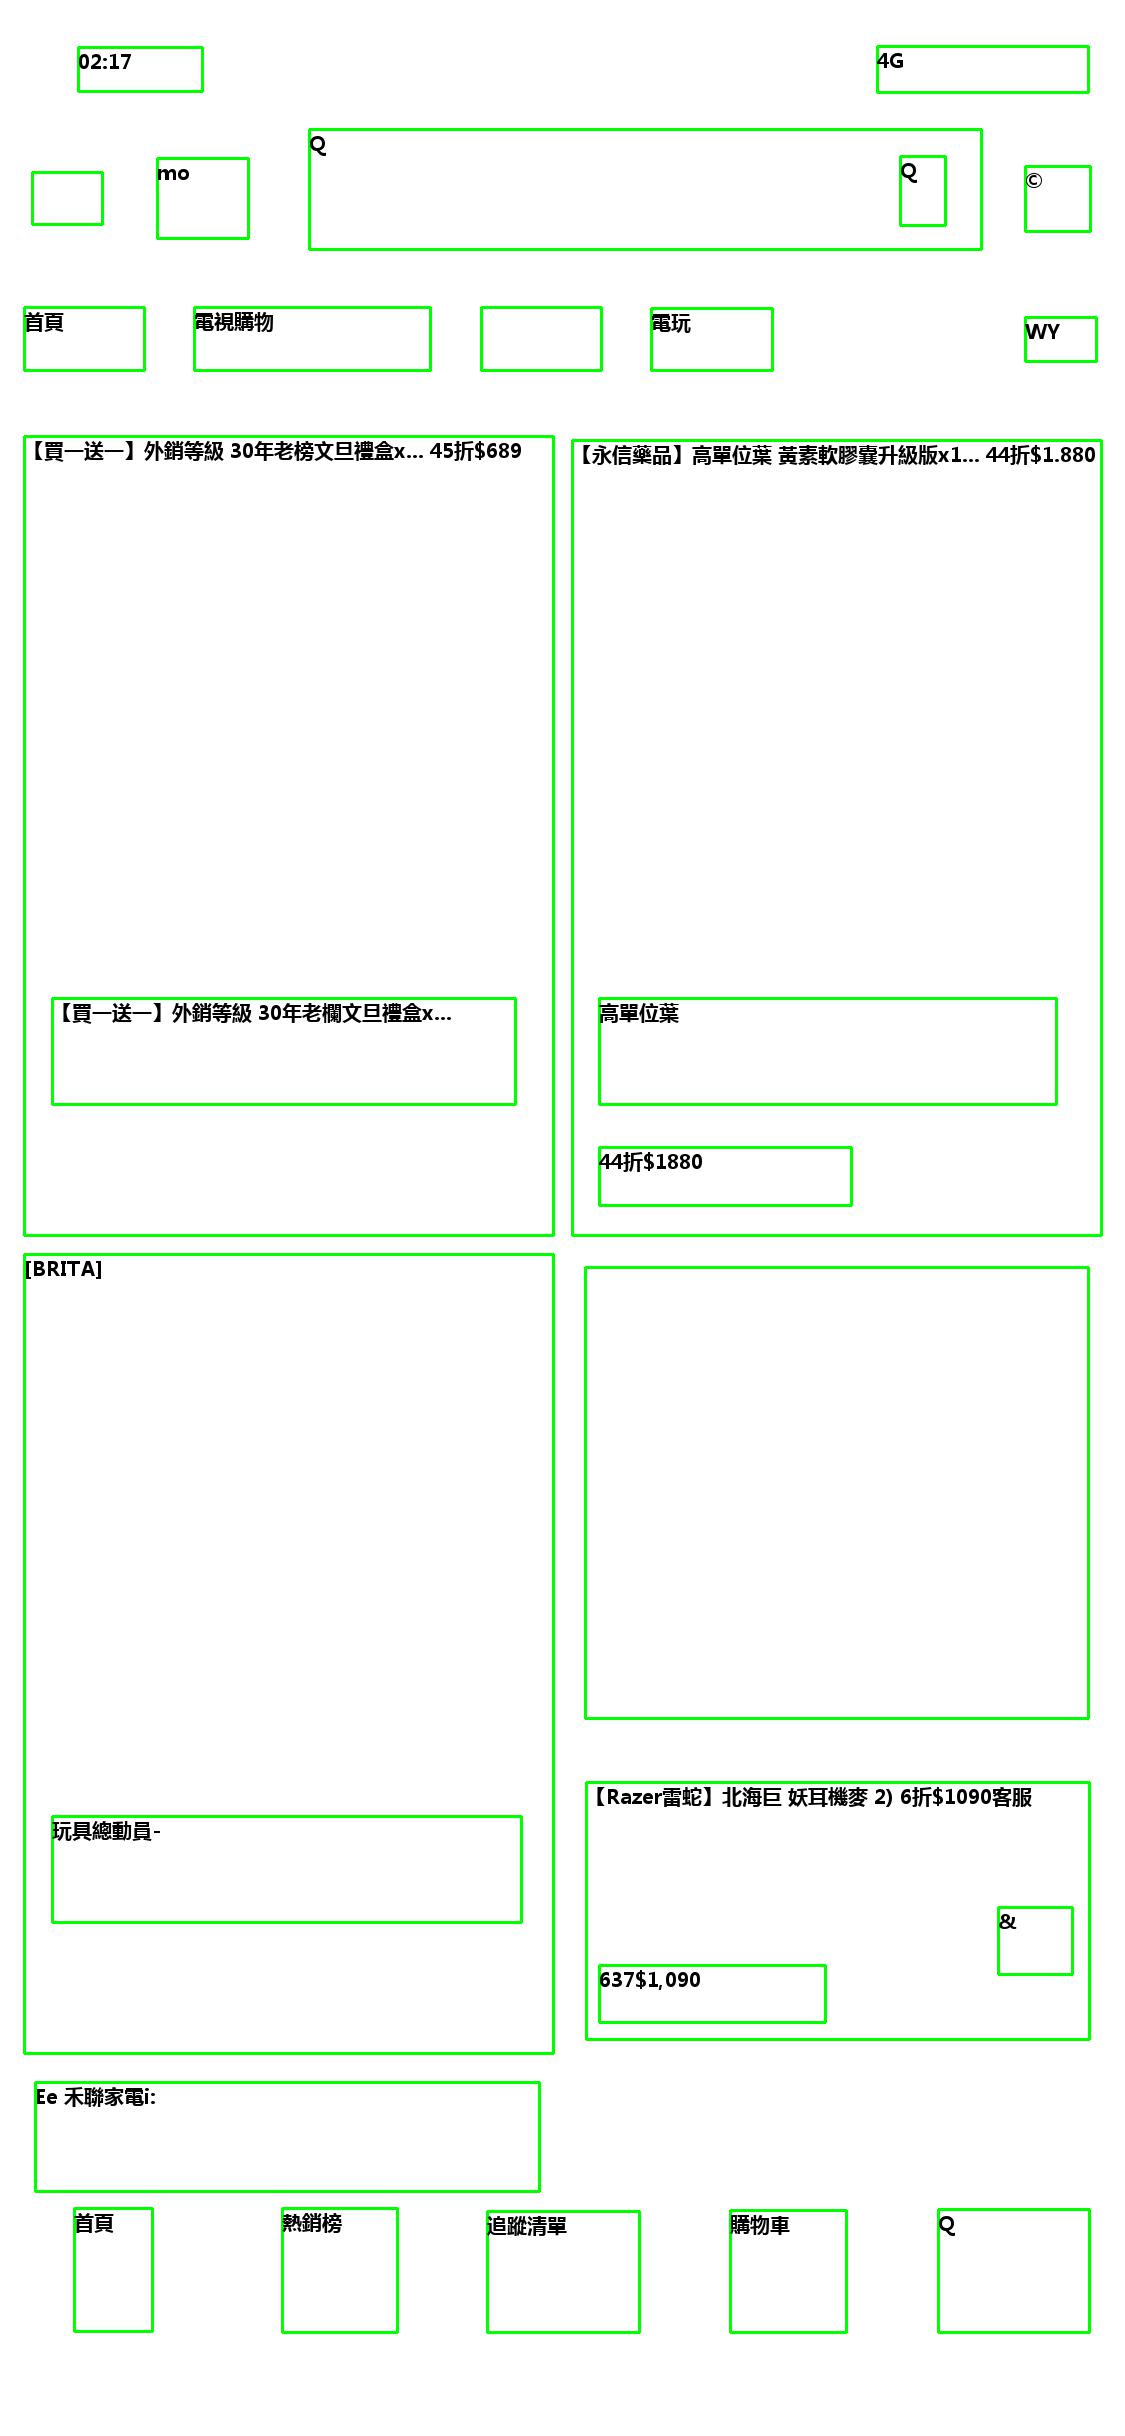 02:17
4G
mo
Q
Q
©
首頁
電視購物
電玩
WY
【買一送一】外銷等級 30年老榜文旦禮盒x... 45折$689
【永信藥品】高單位葉 黃素軟膠囊升級版x1... 44折$1.880
【買一送一】外銷等級 30年老欄文旦禮盒x...
高單位葉
44折$1880
[BRITA]
【Razer雷蛇】北海巨 妖耳機麥 2) 6折$1090客服
玩具總動員-
&
637$1,090
Ee 禾聯家電i:
首頁
熱銷榜
追蹤清單
購物車
Q